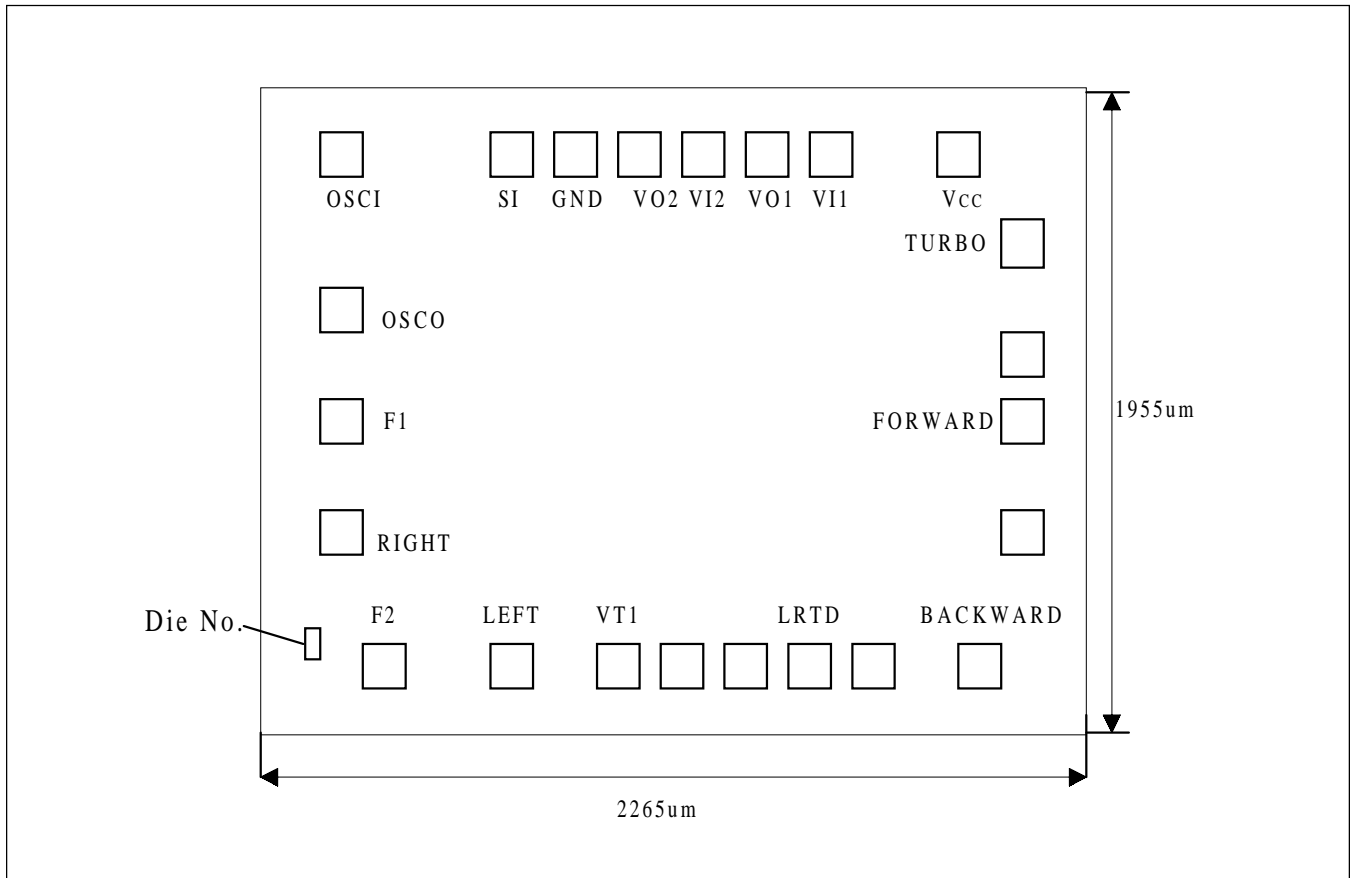 OSCI SI GND VO2 VI2 VO1 VI1 Vcc
TURBO
OSCO
F1 FORWARD 1955um
RIGHT
Die No. F2 LEFT VT1 LRTD BACKWARD
2265um